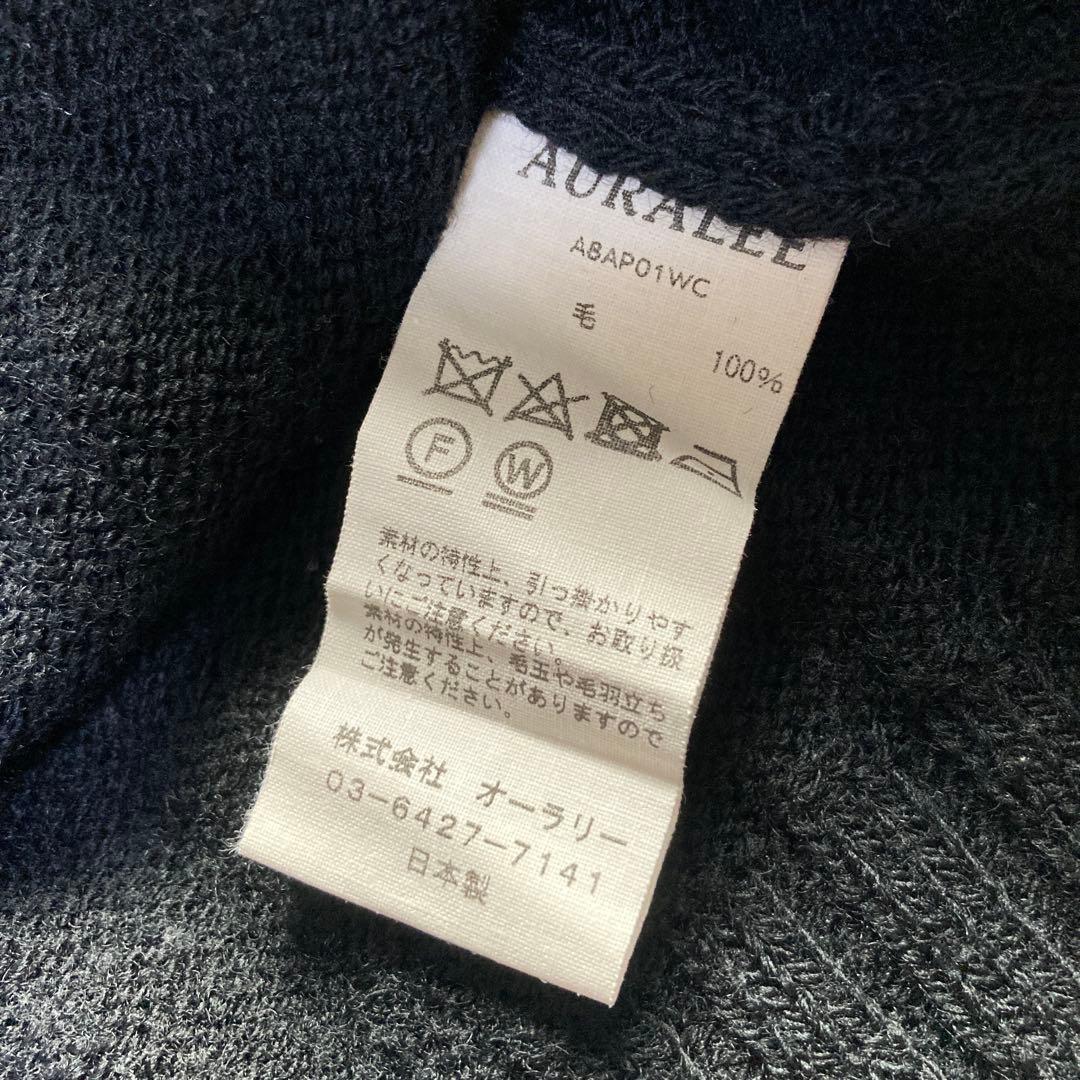 AURALEE
A8AP01WC
毛
100%
F W
素材の特性上、引っ掛かりやす
くなっていますので、お取り扱
いにご注意ください。
素材の特性上、毛玉や毛羽立ち
が発生することがありますので
ご注意ください。
株式会社 オーラリー
03-6427-7141
日本製